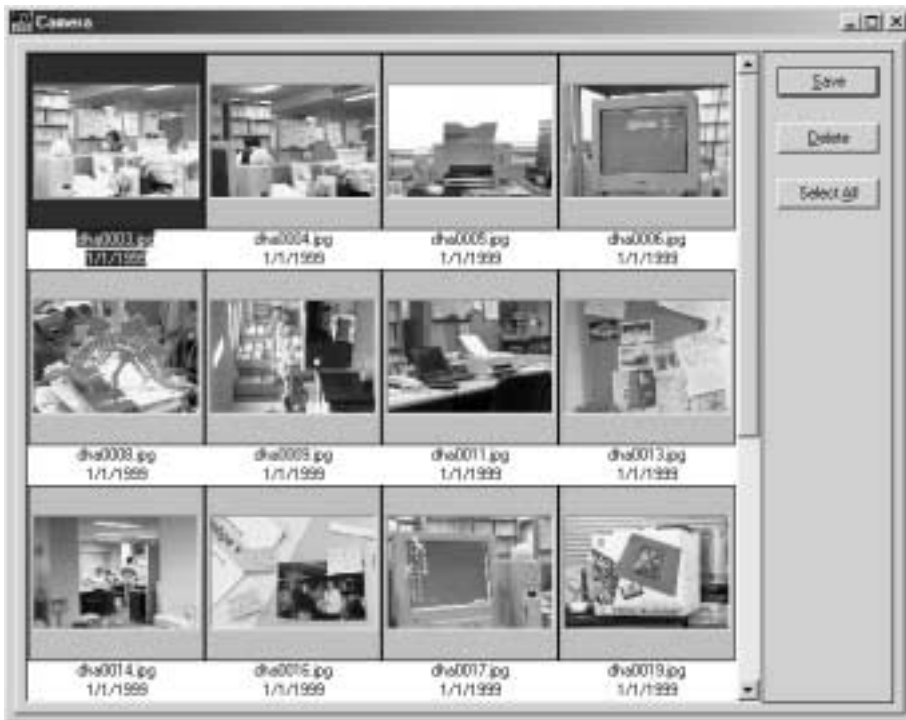 Camera
Save
Delete
Select All
dha0003.jpg
1/1/1999
dha0004.jpg
1/1/1999
dha0005.jpg
1/1/1999
dha0006.jpg
1/1/1999
dha0008.jpg
1/1/1999
dha0009.jpg
1/1/1999
dha0011.jpg
1/1/1999
dha0013.jpg
1/1/1999
dha0014.jpg
1/1/1999
dha0016.jpg
1/1/1999
dha0017.jpg
1/1/1999
dha0019.jpg
1/1/1999